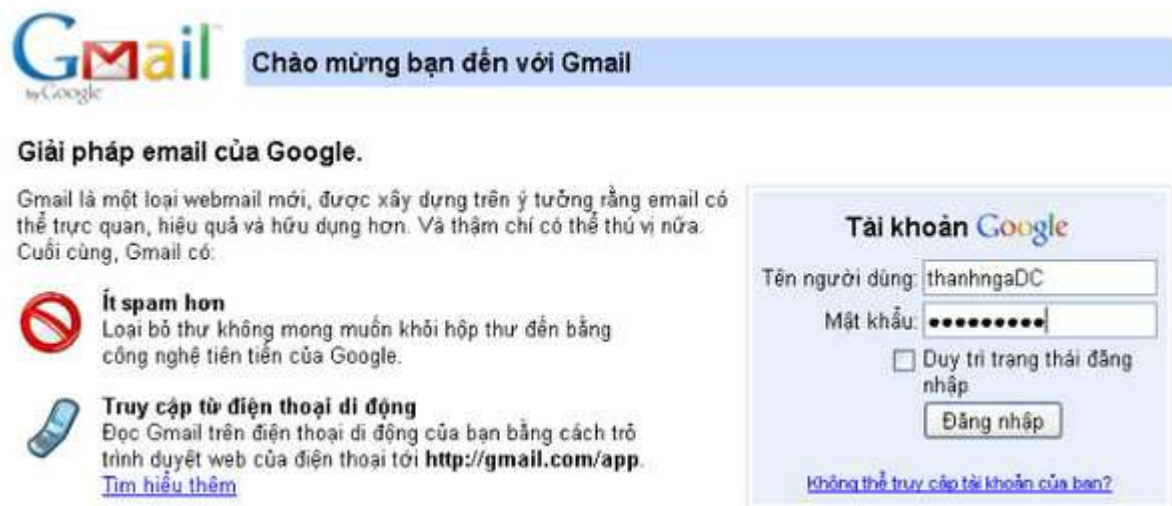 Gmail
by Google
Chào mừng bạn đến với Gmail
Giải pháp email của Google.
Gmail là một loại webmail mới, được xây dựng trên ý tưởng rằng email có
thể trực quan, hiệu quả và hữu dụng hơn. Và thậm chí có thể thú vị nữa.
Cuối cùng, Gmail có:
Ít spam hơn
Loại bỏ thư không mong muốn khỏi hộp thư đến bằng
công nghệ tiên tiến của Google.
Truy cập từ điện thoại di động
Đọc Gmail trên điện thoại di động của bạn bằng cách trỏ
trình duyệt web của điện thoại tới http://gmail.com/app.
Tìm hiểu thêm
Tài khoản Google
Tên người dùng: thanhngaDC
Mật khẩu: •••••••••
Duy trì trạng thái đăng
nhập
Đăng nhập
Không thể truy cập tài khoản của bạn?